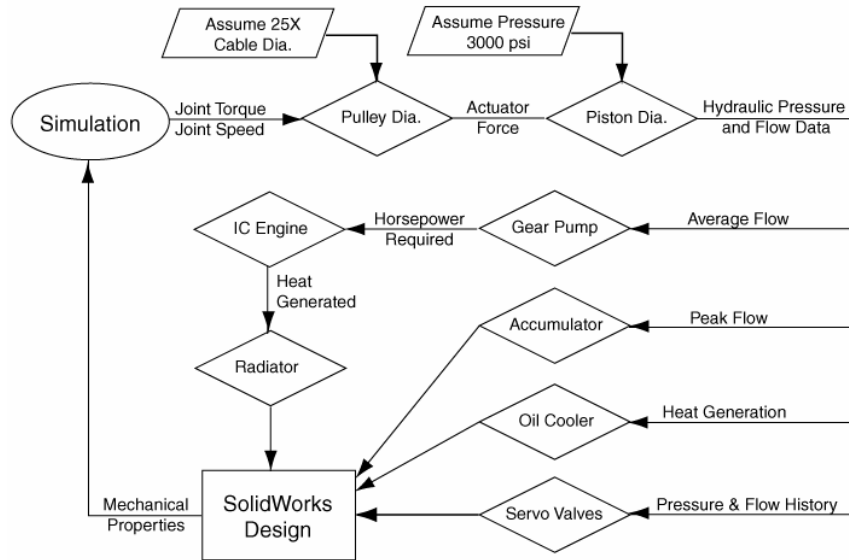 Assume 25X
Cable Dia.
Assume Pressure
3000 psi
Simulation
Joint Torque
Joint Speed
Pulley Dia.
Actuator
Force
Piston Dia.
Hydraulic Pressure
and Flow Data
IC Engine
Horsepower
Required
Gear Pump
Average Flow
Heat
Generated
Accumulator
Peak Flow
Radiator
Oil Cooler
Heat Generation
Mechanical
Properties
SolidWorks
Design
Servo Valves
Pressure & Flow History